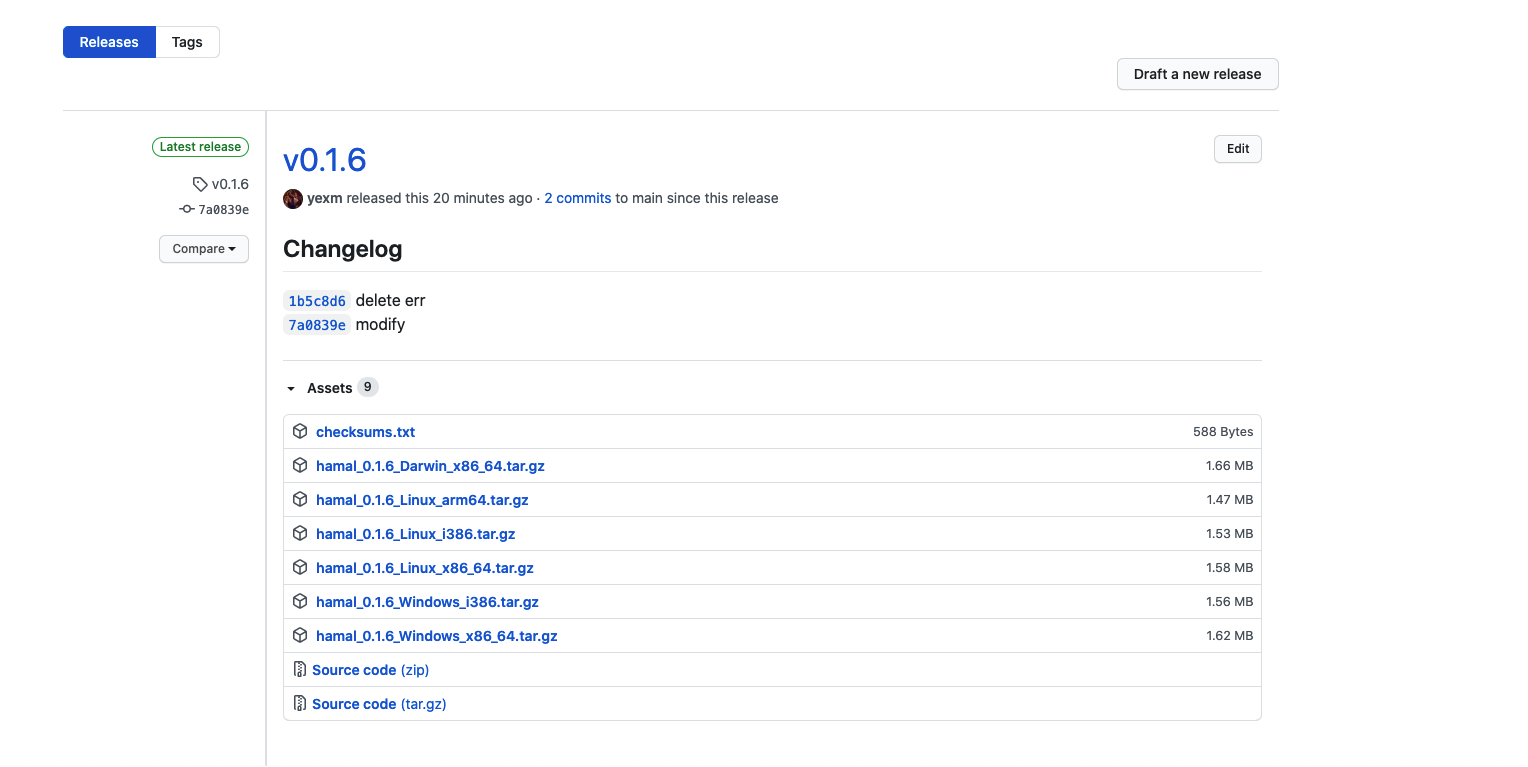 Releases Tags
Draft a new release
Latest release
v0.1.6
7a0839e
Compare
v0.1.6
Edit
yexm released this 20 minutes ago · 2 commits to main since this release
Changelog
1b5c8d6 delete err
7a0839e modify
Assets 9
checksums.txt 588 Bytes
hamal_0.1.6_Darwin_x86_64.tar.gz 1.66 MB
hamal_0.1.6_Linux_arm64.tar.gz 1.47 MB
hamal_0.1.6_Linux_i386.tar.gz 1.53 MB
hamal_0.1.6_Linux_x86_64.tar.gz 1.58 MB
hamal_0.1.6_Windows_i386.tar.gz 1.56 MB
hamal_0.1.6_Windows_x86_64.tar.gz 1.62 MB
Source code (zip)
Source code (tar.gz)